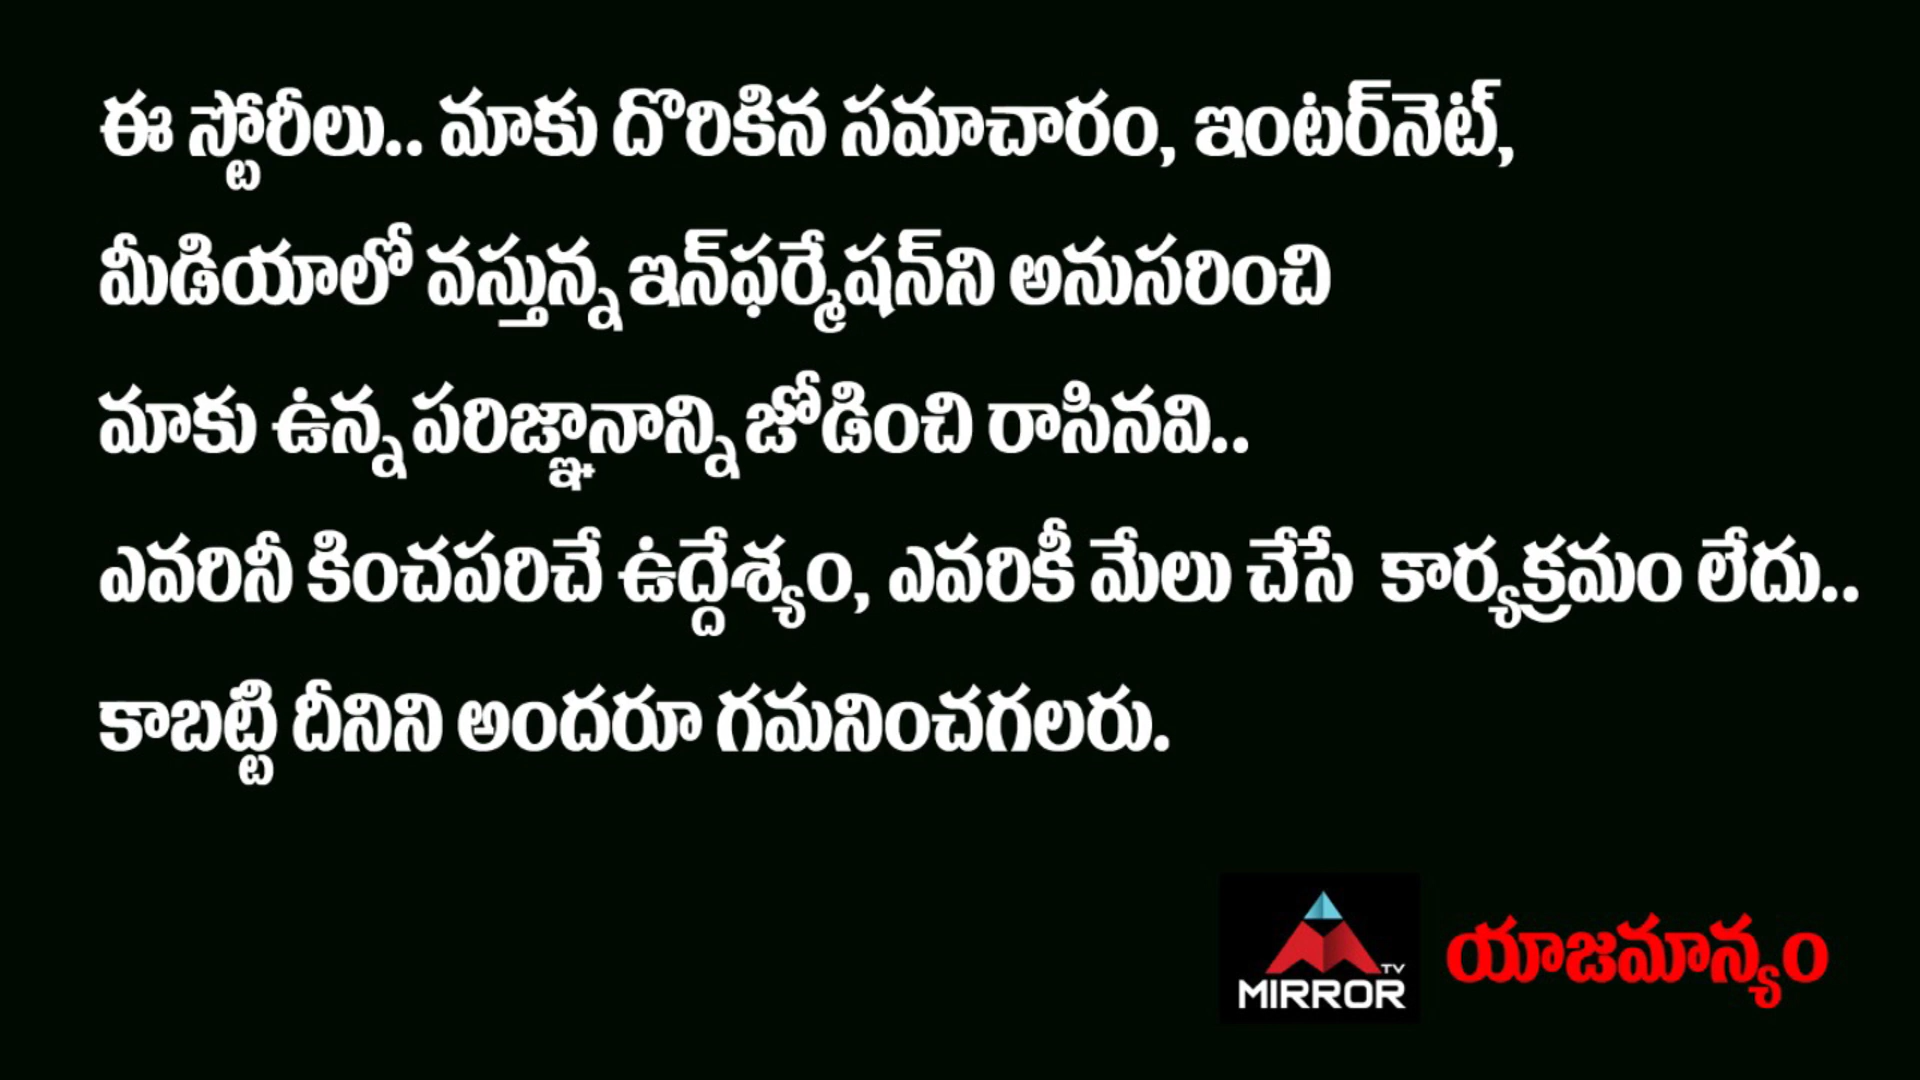 ఈ స్టోరీలు.. మాకు దొరికిన సమాచారం, ఇంటర్‌నెట్,
మీడియాలో వస్తున్న ఇన్‌ఫర్మేషన్‌ని అనుసరించి
మాకు ఉన్న పరిజ్ఞానాన్ని జోడించి రాసినవి..
ఎవరినీ కించపరిచే ఉద్దేశ్యం, ఎవరికీ మేలు చేసే కార్యక్రమం లేదు..
కాబట్టి దీనిని అందరూ గమనించగలరు.
MIRROR TV యాజమాన్యం